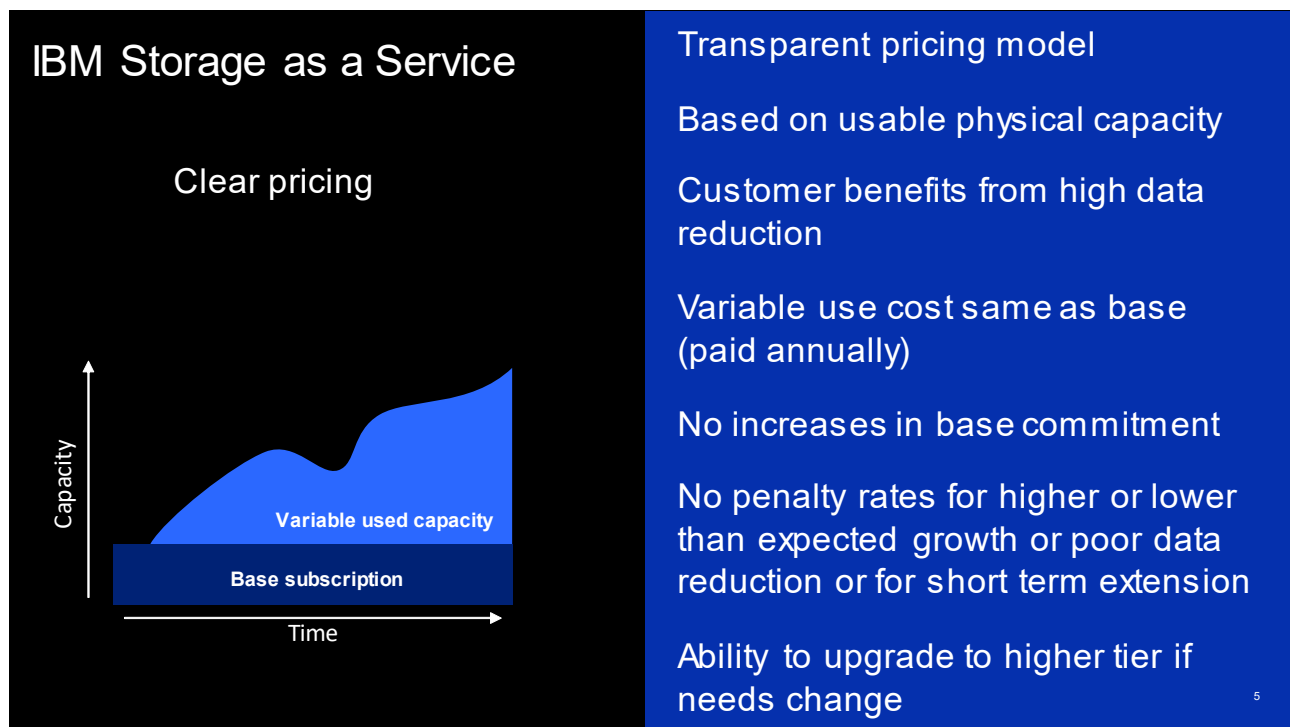 IBM Storage as a Service
Clear pricing
Capacity
Variable used capacity
Base subscription
Time
Transparent pricing model
Based on usable physical capacity
Customer benefits from high data
reduction
Variable use cost same as base
(paid annually)
No increases in base commitment
No penalty rates for higher or lower
than expected growth or poor data
reduction or for short term extension
Ability to upgrade to higher tier if
needs change
5